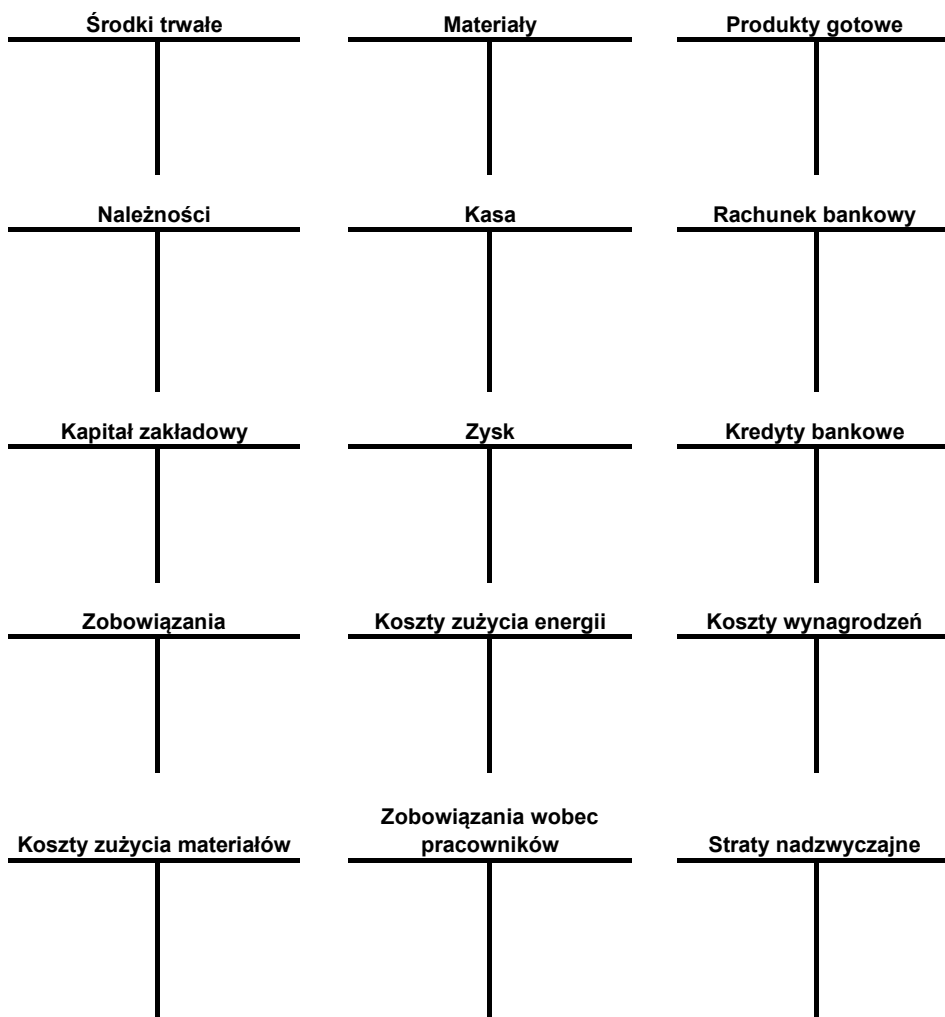 Środki trwałe
Materiały
Produkty gotowe
Należności
Kasa
Rachunek bankowy
Kapitał zakładowy
Zysk
Kredyty bankowe
Zobowiązania
Koszty zużycia energii
Koszty wynagrodzeń
Koszty zużycia materiałów
Zobowiązania wobec
pracowników
Straty nadzwyczajne